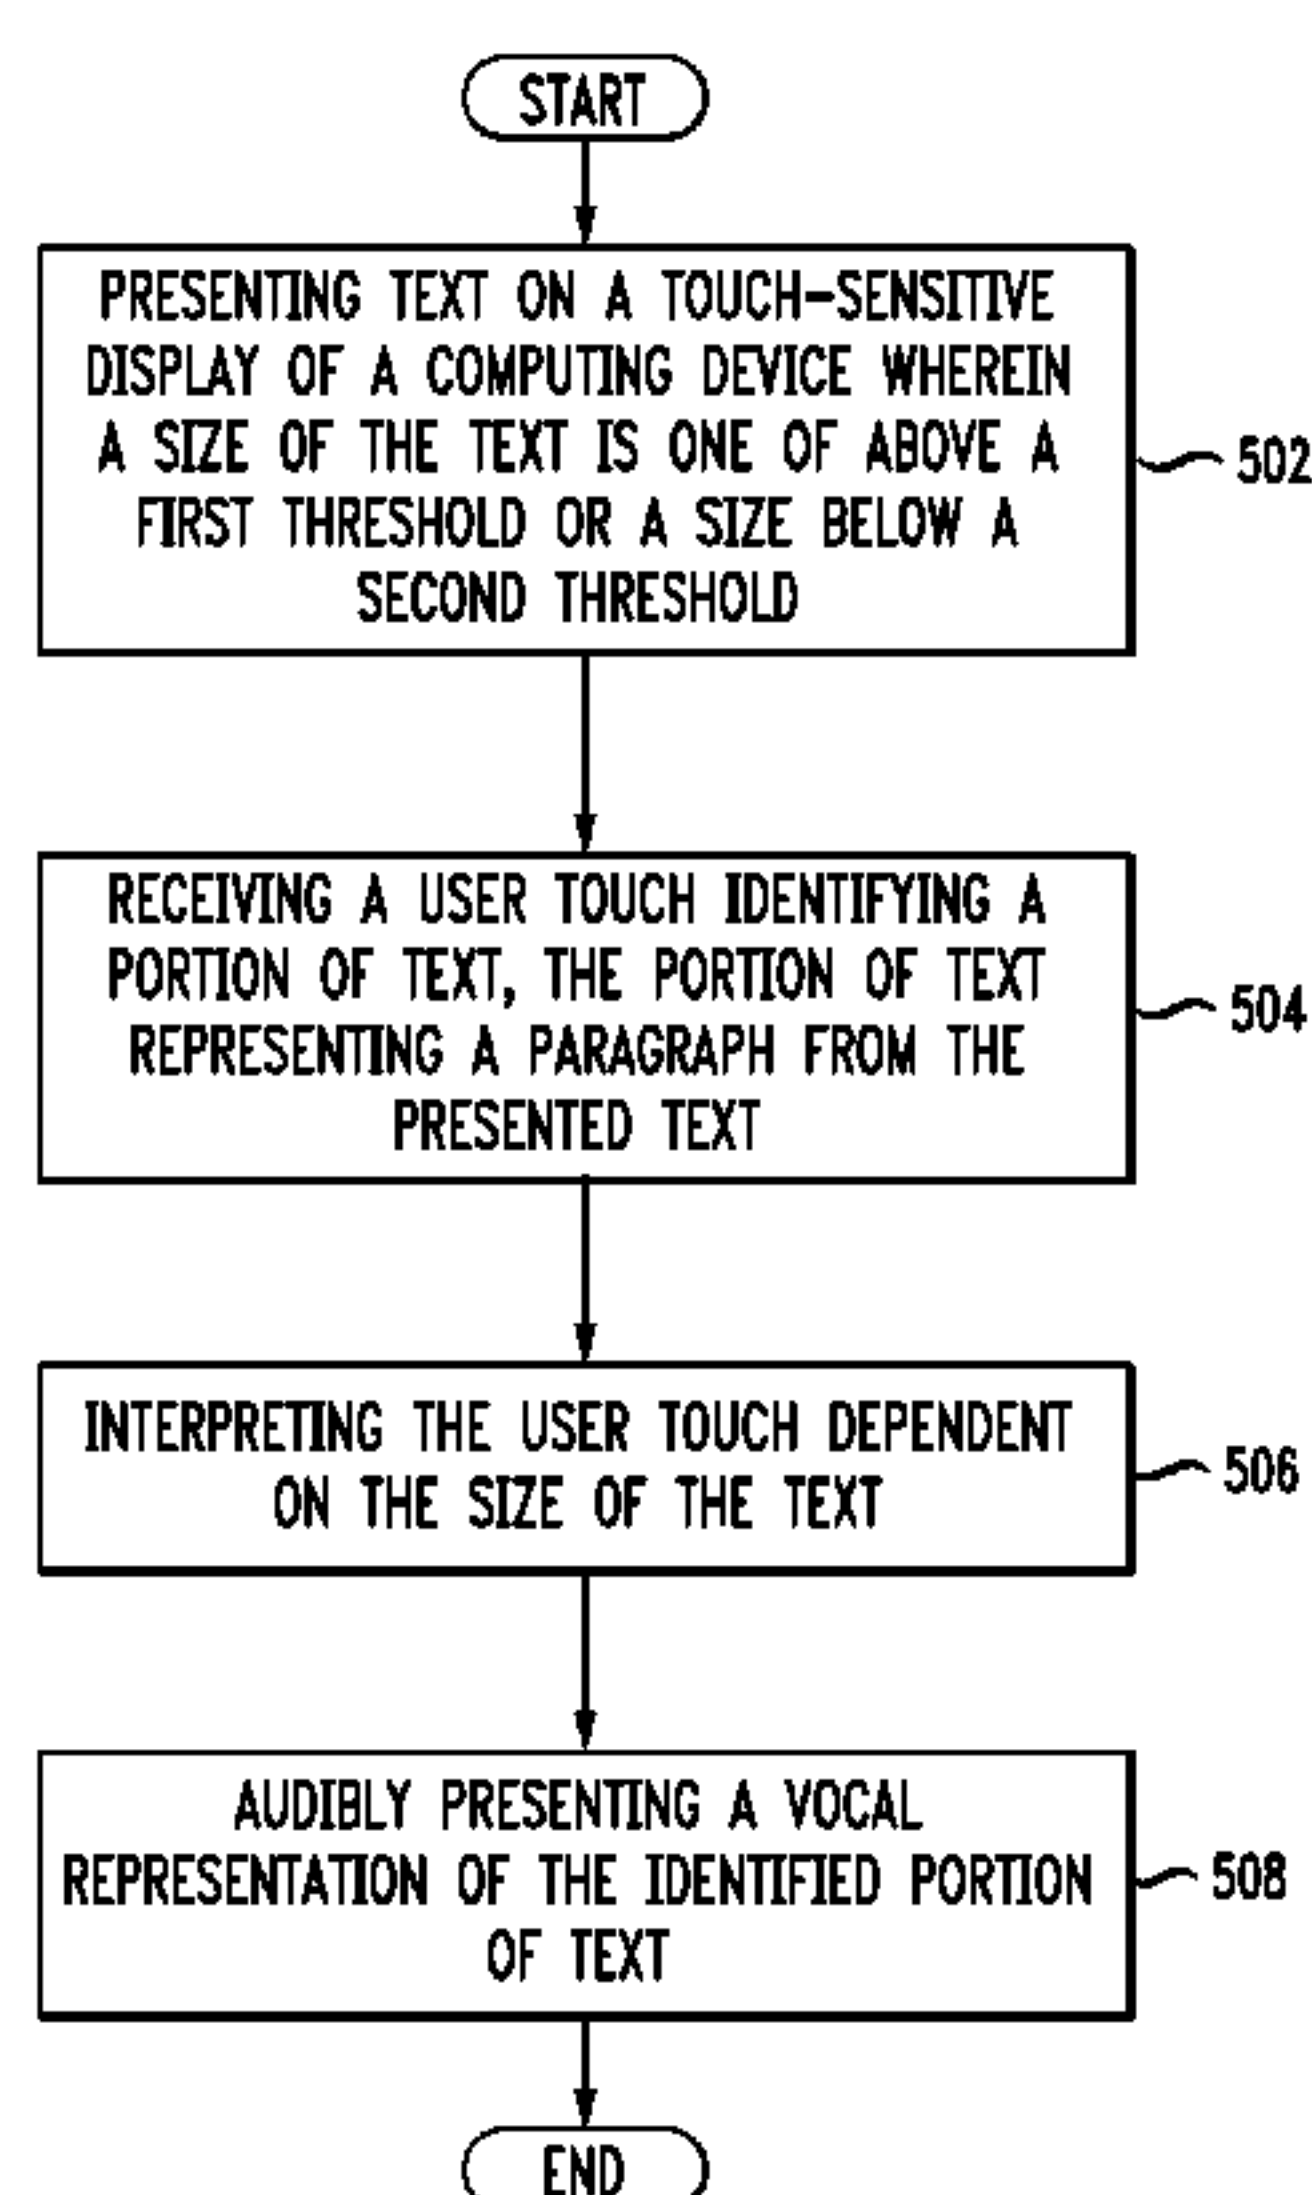 START
PRESENTING TEXT ON A TOUCH-SENSITIVE
DISPLAY OF A COMPUTING DEVICE WHEREIN
A SIZE OF THE TEXT IS ONE OF ABOVE A
FIRST THRESHOLD OR A SIZE BELOW A
SECOND THRESHOLD
502
RECEIVING A USER TOUCH IDENTIFYING A
PORTION OF TEXT, THE PORTION OF TEXT
REPRESENTING A PARAGRAPH FROM THE
PRESENTED TEXT
504
INTERPRETING THE USER TOUCH DEPENDENT
ON THE SIZE OF THE TEXT
506
AUDIBLY PRESENTING A VOCAL
REPRESENTATION OF THE IDENTIFIED PORTION
OF TEXT
508
END